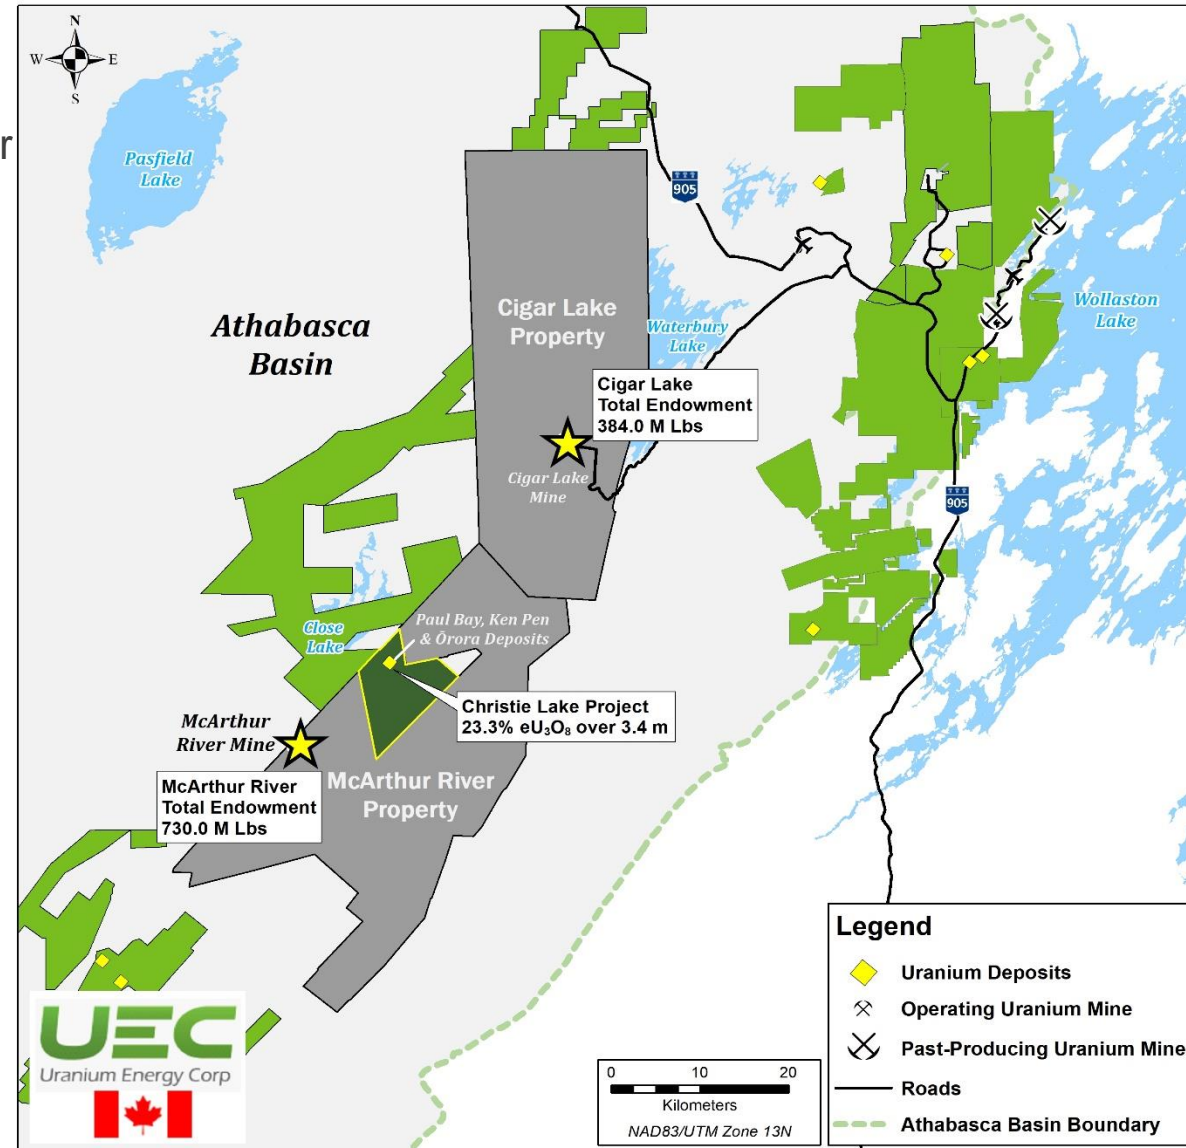 N
W E
S
r
Pasfield
Lake
905
Athabasca
Basin
Cigar Lake
Property
Waterbury
Lake
Wollaston
Lake
Cigar Lake
Total Endowment
384.0 M Lbs
Cigar Lake
Mine
905
Paul Bay, Ken Pen
& Ōrora Deposits
Close
Lake
Christie Lake Project
23.3% eU₃O₈ over 3.4 m
McArthur
River Mine
McArthur River
Total Endowment
730.0 M Lbs
McArthur River
Property
Legend
Uranium Deposits
Operating Uranium Mine
Past-Producing Uranium Mine
Roads
Athabasca Basin Boundary
0 10 20
Kilometers
NAD83/UTM Zone 13N
UEC
Uranium Energy Corp